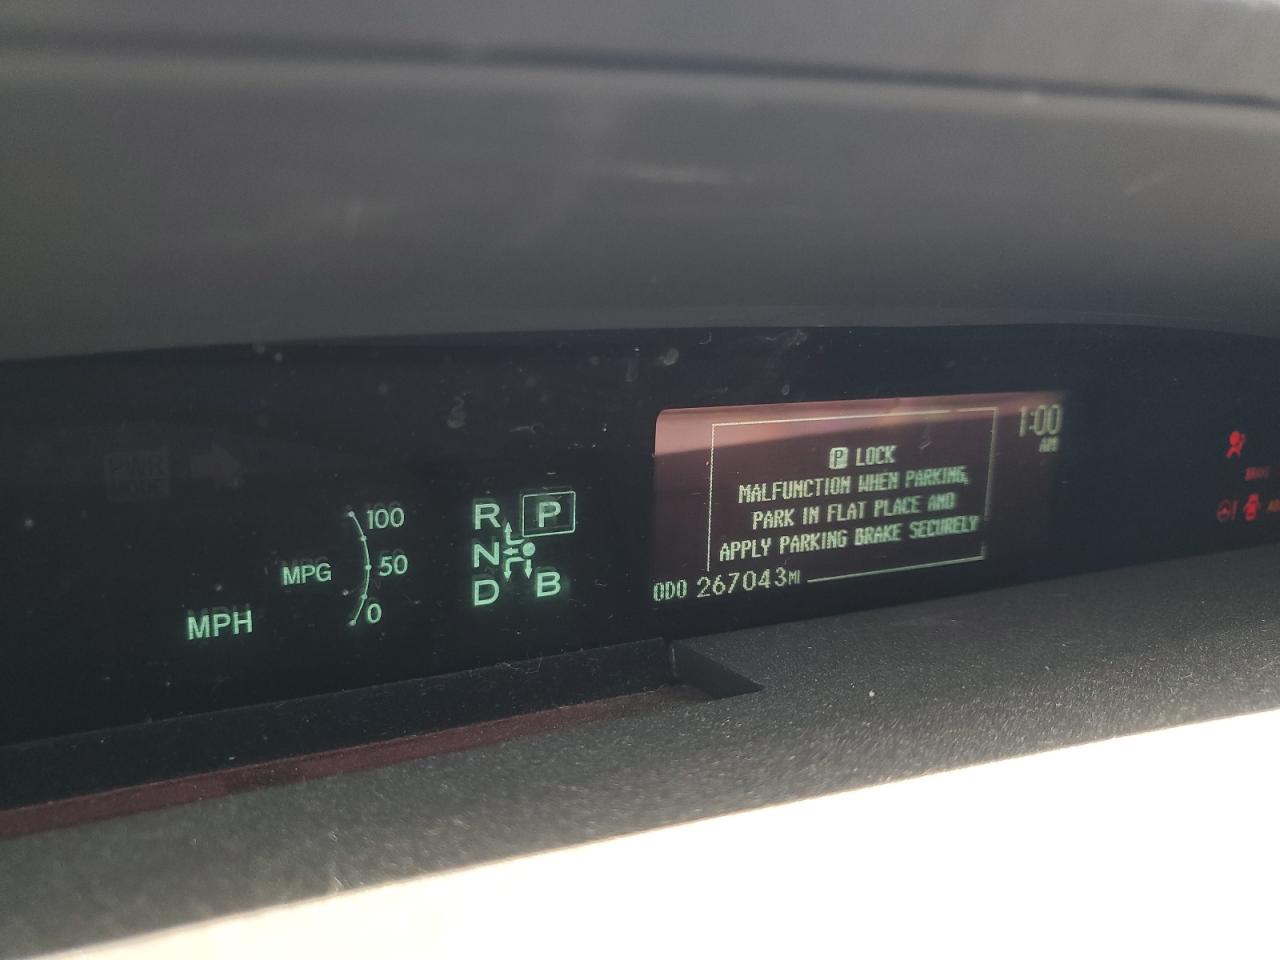 100
MPG 50
0
MPH
R P
N
D B
1:00
AM
P LOCK
MALFUNCTION WHEN PARKING,
PARK IN FLAT PLACE AND
APPLY PARKING BRAKE SECURELY
ODO 267043MI